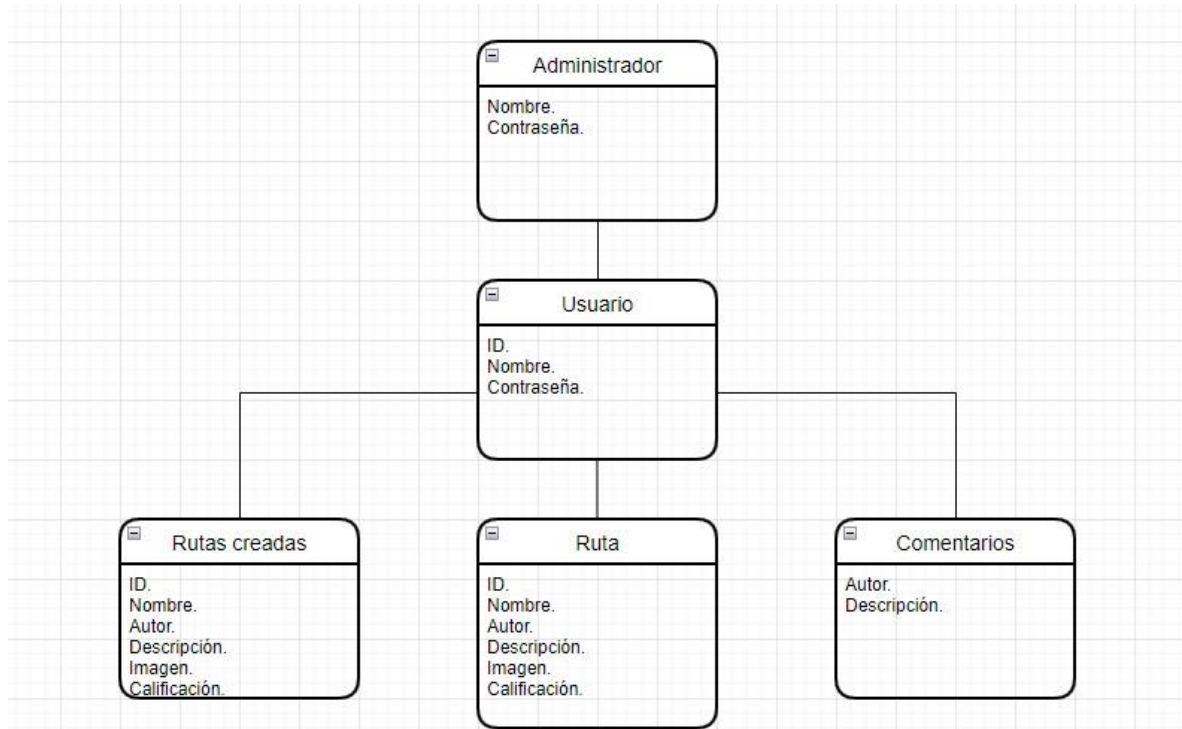 Administrador
Nombre.
Contraseña.
Usuario
ID.
Nombre.
Contraseña.
Rutas creadas
ID.
Nombre.
Autor.
Descripción.
Imagen.
Calificación.
Ruta
ID.
Nombre.
Autor.
Descripción.
Imagen.
Calificación.
Comentarios
Autor.
Descripción.